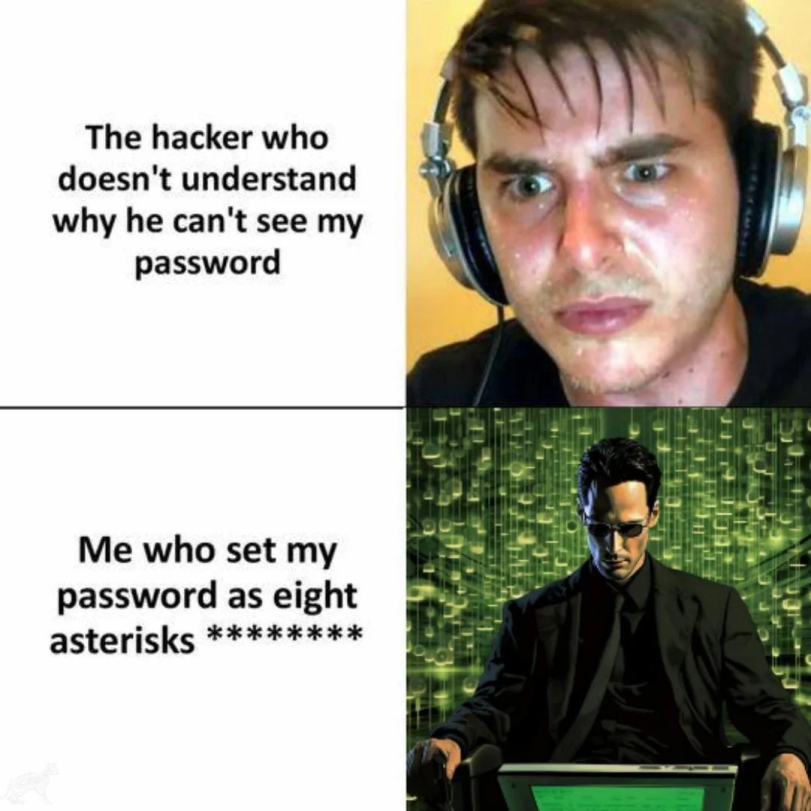 The hacker who
doesn't understand
why he can't see my
password
Me who set my
password as eight
asterisks ********